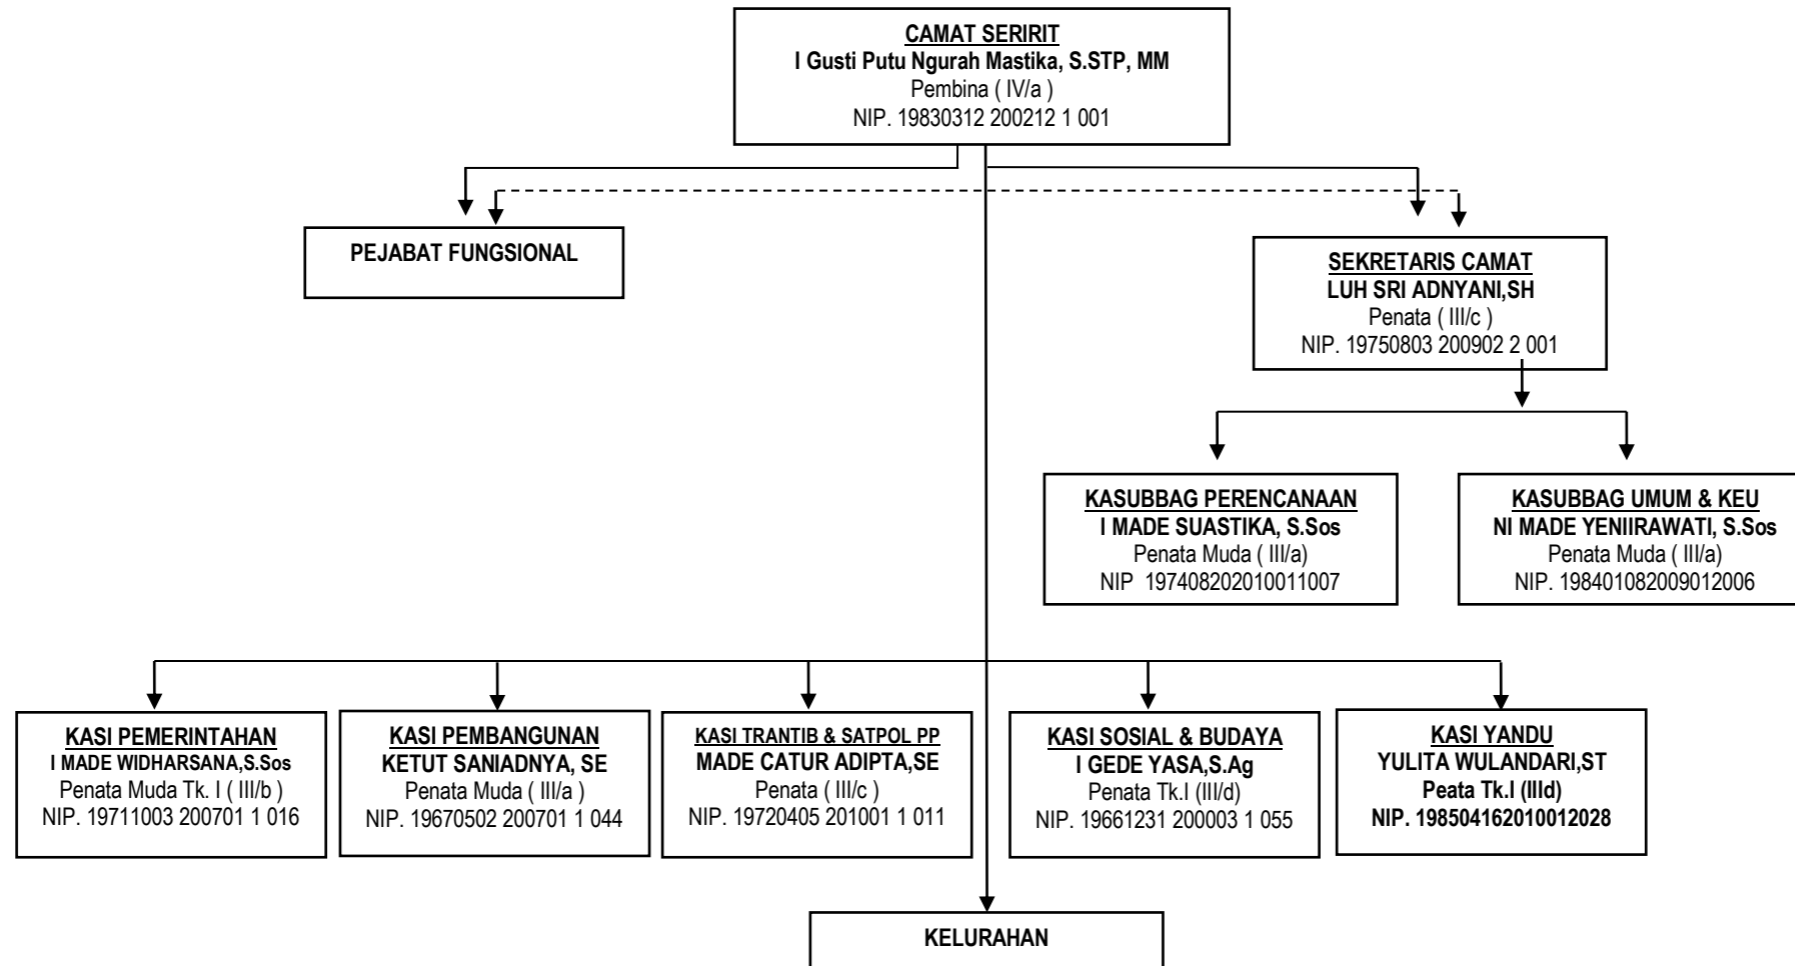 CAMAT SERIRIT
I Gusti Putu Ngurah Mastika, S.STP, MM
Pembina ( IV/a )
NIP. 19830312 200212 1 001
PEJABAT FUNGSIONAL
SEKRETARIS CAMAT
LUH SRI ADNYANI,SH
Penata ( III/c )
NIP. 19750803 200902 2 001
KASUBBAG PERENCANAAN
I MADE SUASTIKA, S.Sos
Penata Muda ( III/a)
NIP 197408202010011007
KASUBBAG UMUM & KEU
NI MADE YENIIRAWATI, S.Sos
Penata Muda ( III/a)
NIP. 198401082009012006
KASI PEMERINTAHAN
I MADE WIDHARSANA,S.Sos
Penata Muda Tk. I ( III/b )
NIP. 19711003 200701 1 016
KASI PEMBANGUNAN
KETUT SANIADNYA, SE
Penata Muda ( III/a )
NIP. 19670502 200701 1 044
KASI TRANTIB & SATPOL PP
MADE CATUR ADIPTA,SE
Penata ( III/c )
NIP. 19720405 201001 1 011
KASI SOSIAL & BUDAYA
I GEDE YASA,S.Ag
Penata Tk.I (III/d)
NIP. 19661231 200003 1 055
KASI YANDU
YULITA WULANDARI,ST
Peata Tk.I (IIId)
NIP. 198504162010012028
KELURAHAN